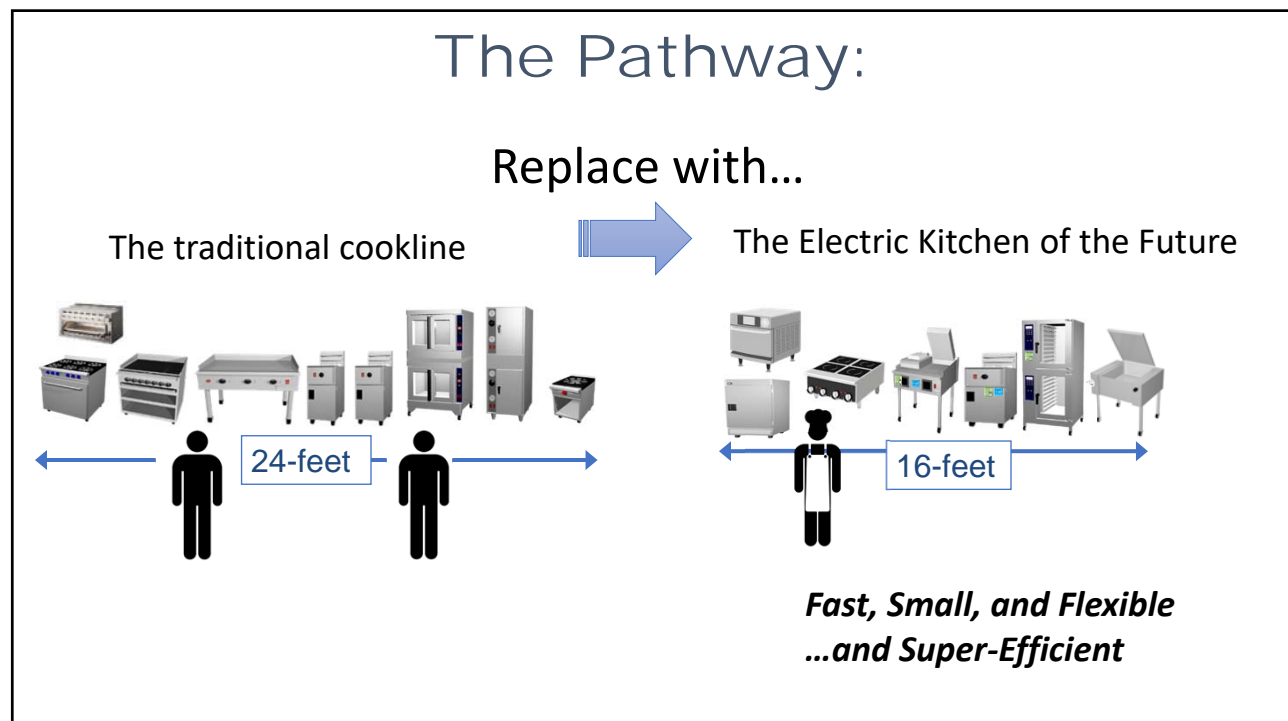 The Pathway:
Replace with…
The traditional cookline
The Electric Kitchen of the Future
24-feet
16-feet
Fast, Small, and Flexible
…and Super-Efficient